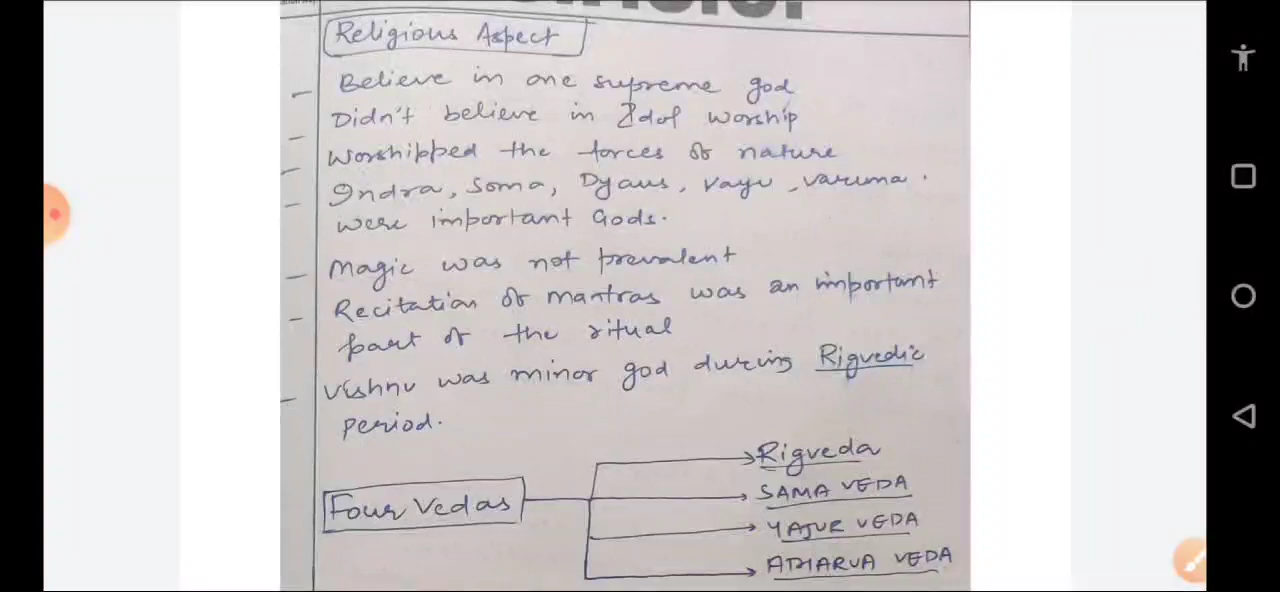 Religious Aspect
Believe in one supreme god
Didn't believe in Idol worship
Worshipped the forces of nature
Indra, Soma, Dyaus, Vayu, Varuna.
were important Gods.
Magic was not prevalent
Recitation of mantras was an important
part of the ritual
Vishnu was minor god during Rigvedic
period.
Four Vedas
Rigveda
SAMA VEDA
YAJUR VEDA
ATHARVA VEDA